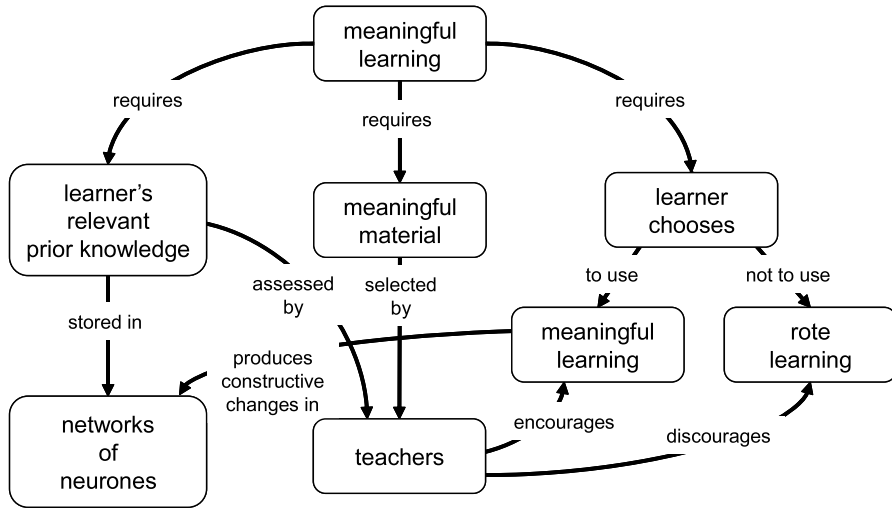 meaningful
learning
requires
requires
requires
learner's
relevant
prior knowledge
meaningful
material
learner
chooses
assessed
by
selected
by
to use
not to use
stored in
meaningful
learning
rote
learning
produces
constructive
changes in
networks
of
neurones
teachers
encourages
discourages